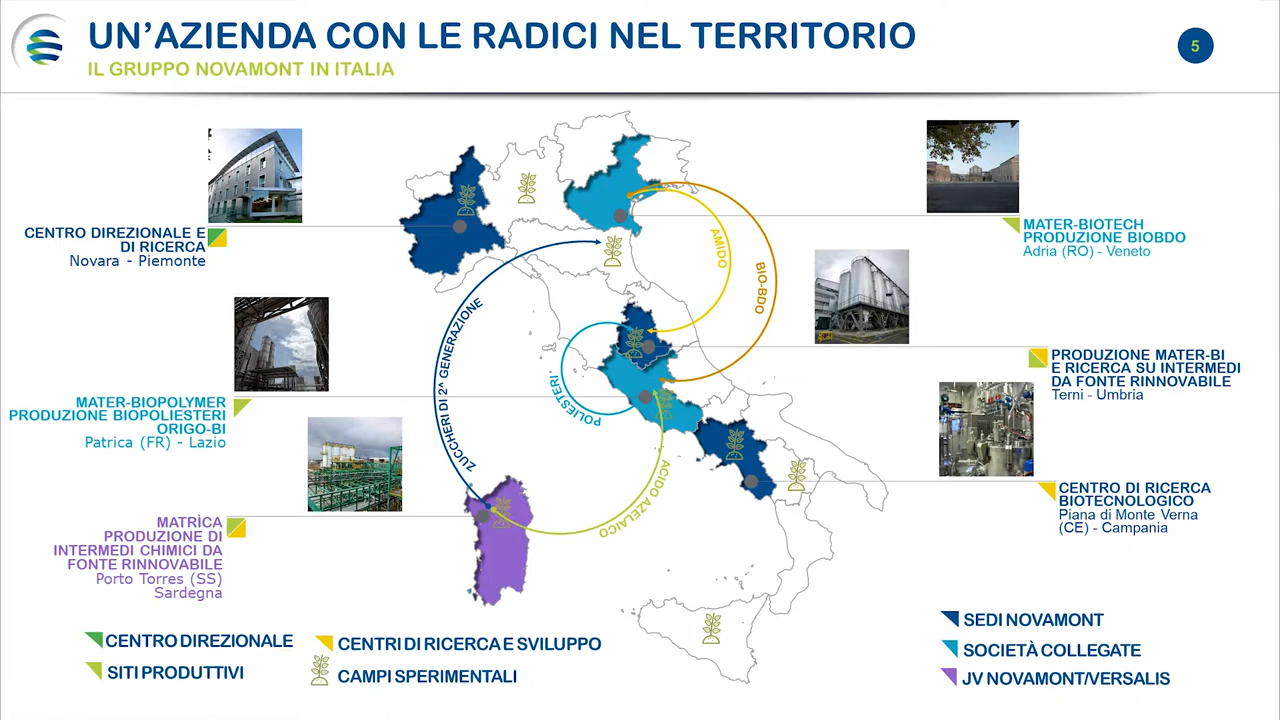 UN'AZIENDA CON LE RADICI NEL TERRITORIO
IL GRUPPO NOVAMONT IN ITALIA
5
CENTRO DIREZIONALE E
DI RICERCA
Novara - Piemonte
MATER-BIOPOLYMER
PRODUZIONE BIOPOLIESTERI
ORIGO-BI
Patrica (FR) - Lazio
MATRÌCA
PRODUZIONE DI
INTERMEDI CHIMICI DA
FONTE RINNOVABILE
Porto Torres (SS)
Sardegna
ZUCCHERI DI 2^ GENERAZIONE
POLIESTERI
ACIDO AZELAICO
AMIDO
BIO-BDO
MATER-BIOTECH
PRODUZIONE BIOBDO
Adria (RO) - Veneto
PRODUZIONE MATER-BI
E RICERCA SU INTERMEDI
DA FONTE RINNOVABILE
Terni - Umbria
CENTRO DI RICERCA
BIOTECNOLOGICO
Piana di Monte Verna
(CE) - Campania
CENTRO DIREZIONALE
SITI PRODUTTIVI
CENTRI DI RICERCA E SVILUPPO
CAMPI SPERIMENTALI
SEDI NOVAMONT
SOCIETÀ COLLEGATE
JV NOVAMONT/VERSALIS